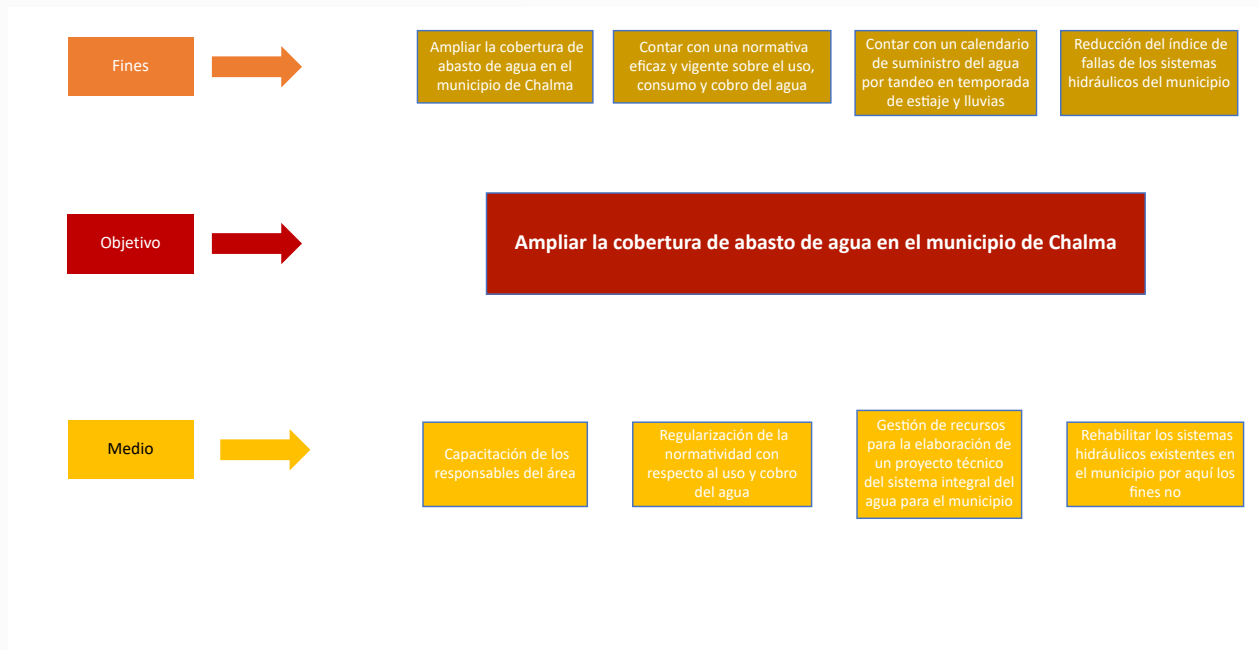 Fines
Ampliar la cobertura de
abasto de agua en el
municipio de Chalma
Contar con una normativa
eficaz y vigente sobre el uso,
consumo y cobro del agua
Contar con un calendario
de suministro del agua
por tandeo en temporada
de estiaje y lluvias
Reducción del índice de
fallas de los sistemas
hidráulicos del municipio
Objetivo
Ampliar la cobertura de abasto de agua en el municipio de Chalma
Medio
Capacitación de los
responsables del área
Regularización de la
normatividad con
respecto al uso y cobro
del agua
Gestión de recursos
para la elaboración de
un proyecto técnico
del sistema integral del
agua para el municipio
Rehabilitar los sistemas
hidráulicos existentes en
el municipio por aquí los
fines no